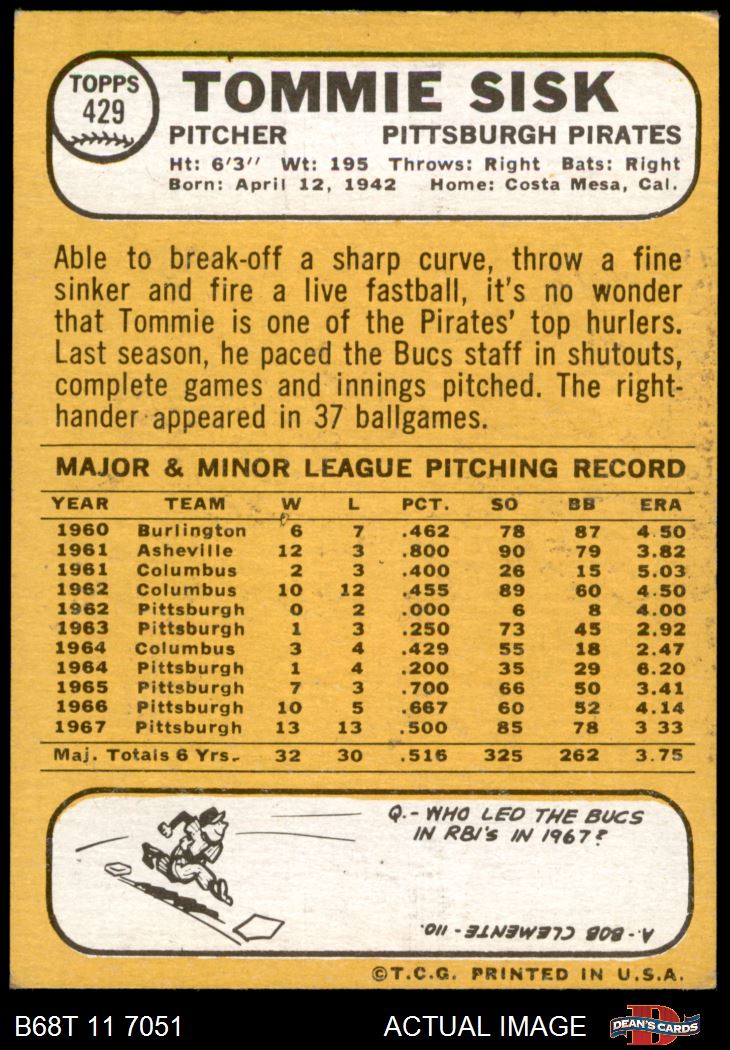 TOPPS
429
TOMMIE SISK
PITCHER PITTSBURGH PIRATES
Ht: 6'3" Wt: 195 Throws: Right Bats: Right
Born: April 12, 1942 Home: Costa Mesa, Cal.
Able to break-off a sharp curve, throw a fine
sinker and fire a live fastball, it's no wonder
that Tommie is one of the Pirates' top hurlers.
Last season, he paced the Bucs staff in shutouts,
complete games and innings pitched. The right-
hander appeared in 37 ballgames.
MAJOR & MINOR LEAGUE PITCHING RECORD
YEAR TEAM W L PCT. SO BB ERA
1960 Burlington 6 7 .462 78 87 4.50
1961 Asheville 12 3 .800 90 79 3.82
1961 Columbus 2 3 .400 26 15 5.03
1962 Columbus 10 12 .455 89 60 4.50
1962 Pittsburgh 0 2 .000 6 8 4.00
1963 Pittsburgh 1 3 .250 73 45 2.92
1964 Columbus 3 4 .429 55 18 2.47
1964 Pittsburgh 1 4 .200 35 29 6.20
1965 Pittsburgh 7 3 .700 66 50 3.41
1966 Pittsburgh 10 5 .667 60 52 4.14
1967 Pittsburgh 13 13 .500 85 78 3 33
Maj. Totals 6 Yrs. 32 30 .516 325 262 3.75
Q.- WHO LED THE BUCS
IN RBI'S IN 1967?
A.- BOB CLEMENTE - 110.
©T.C.G. PRINTED IN U.S.A.
B68T 11 7051 ACTUAL IMAGE
D
DEAN'S CARDS